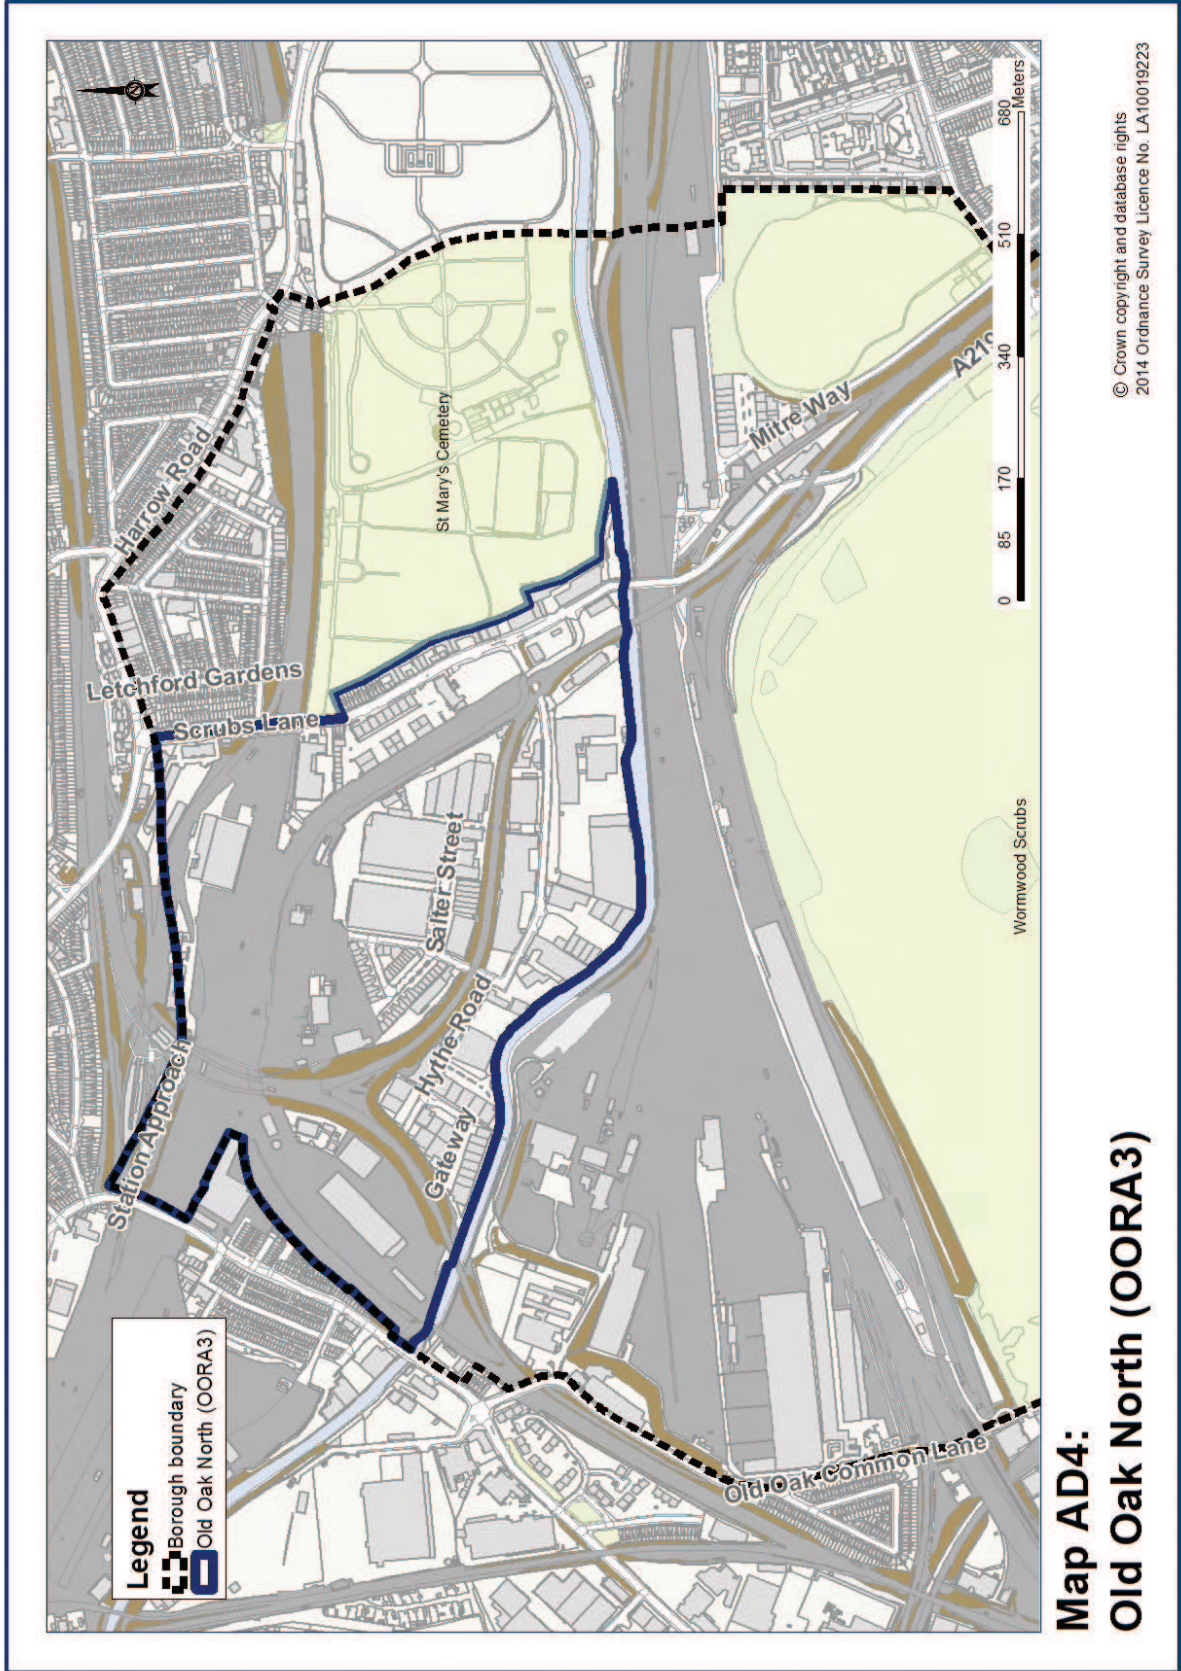 Legend
Borough boundary
Old Oak North (OORA3)
N
Harrow Road
Letchford Gardens
Scrubs Lane
Station Approach
St Mary's Cemetery
Salter Street
Hythe Road
Gateway
Mitre Way
A219
Old Oak Common Lane
Wormwood Scrubs
0 85 170 340 510 680
Meters
Map AD4:
Old Oak North (OORA3)
© Crown copyright and database rights
2014 Ordnance Survey Licence No. LA10019223